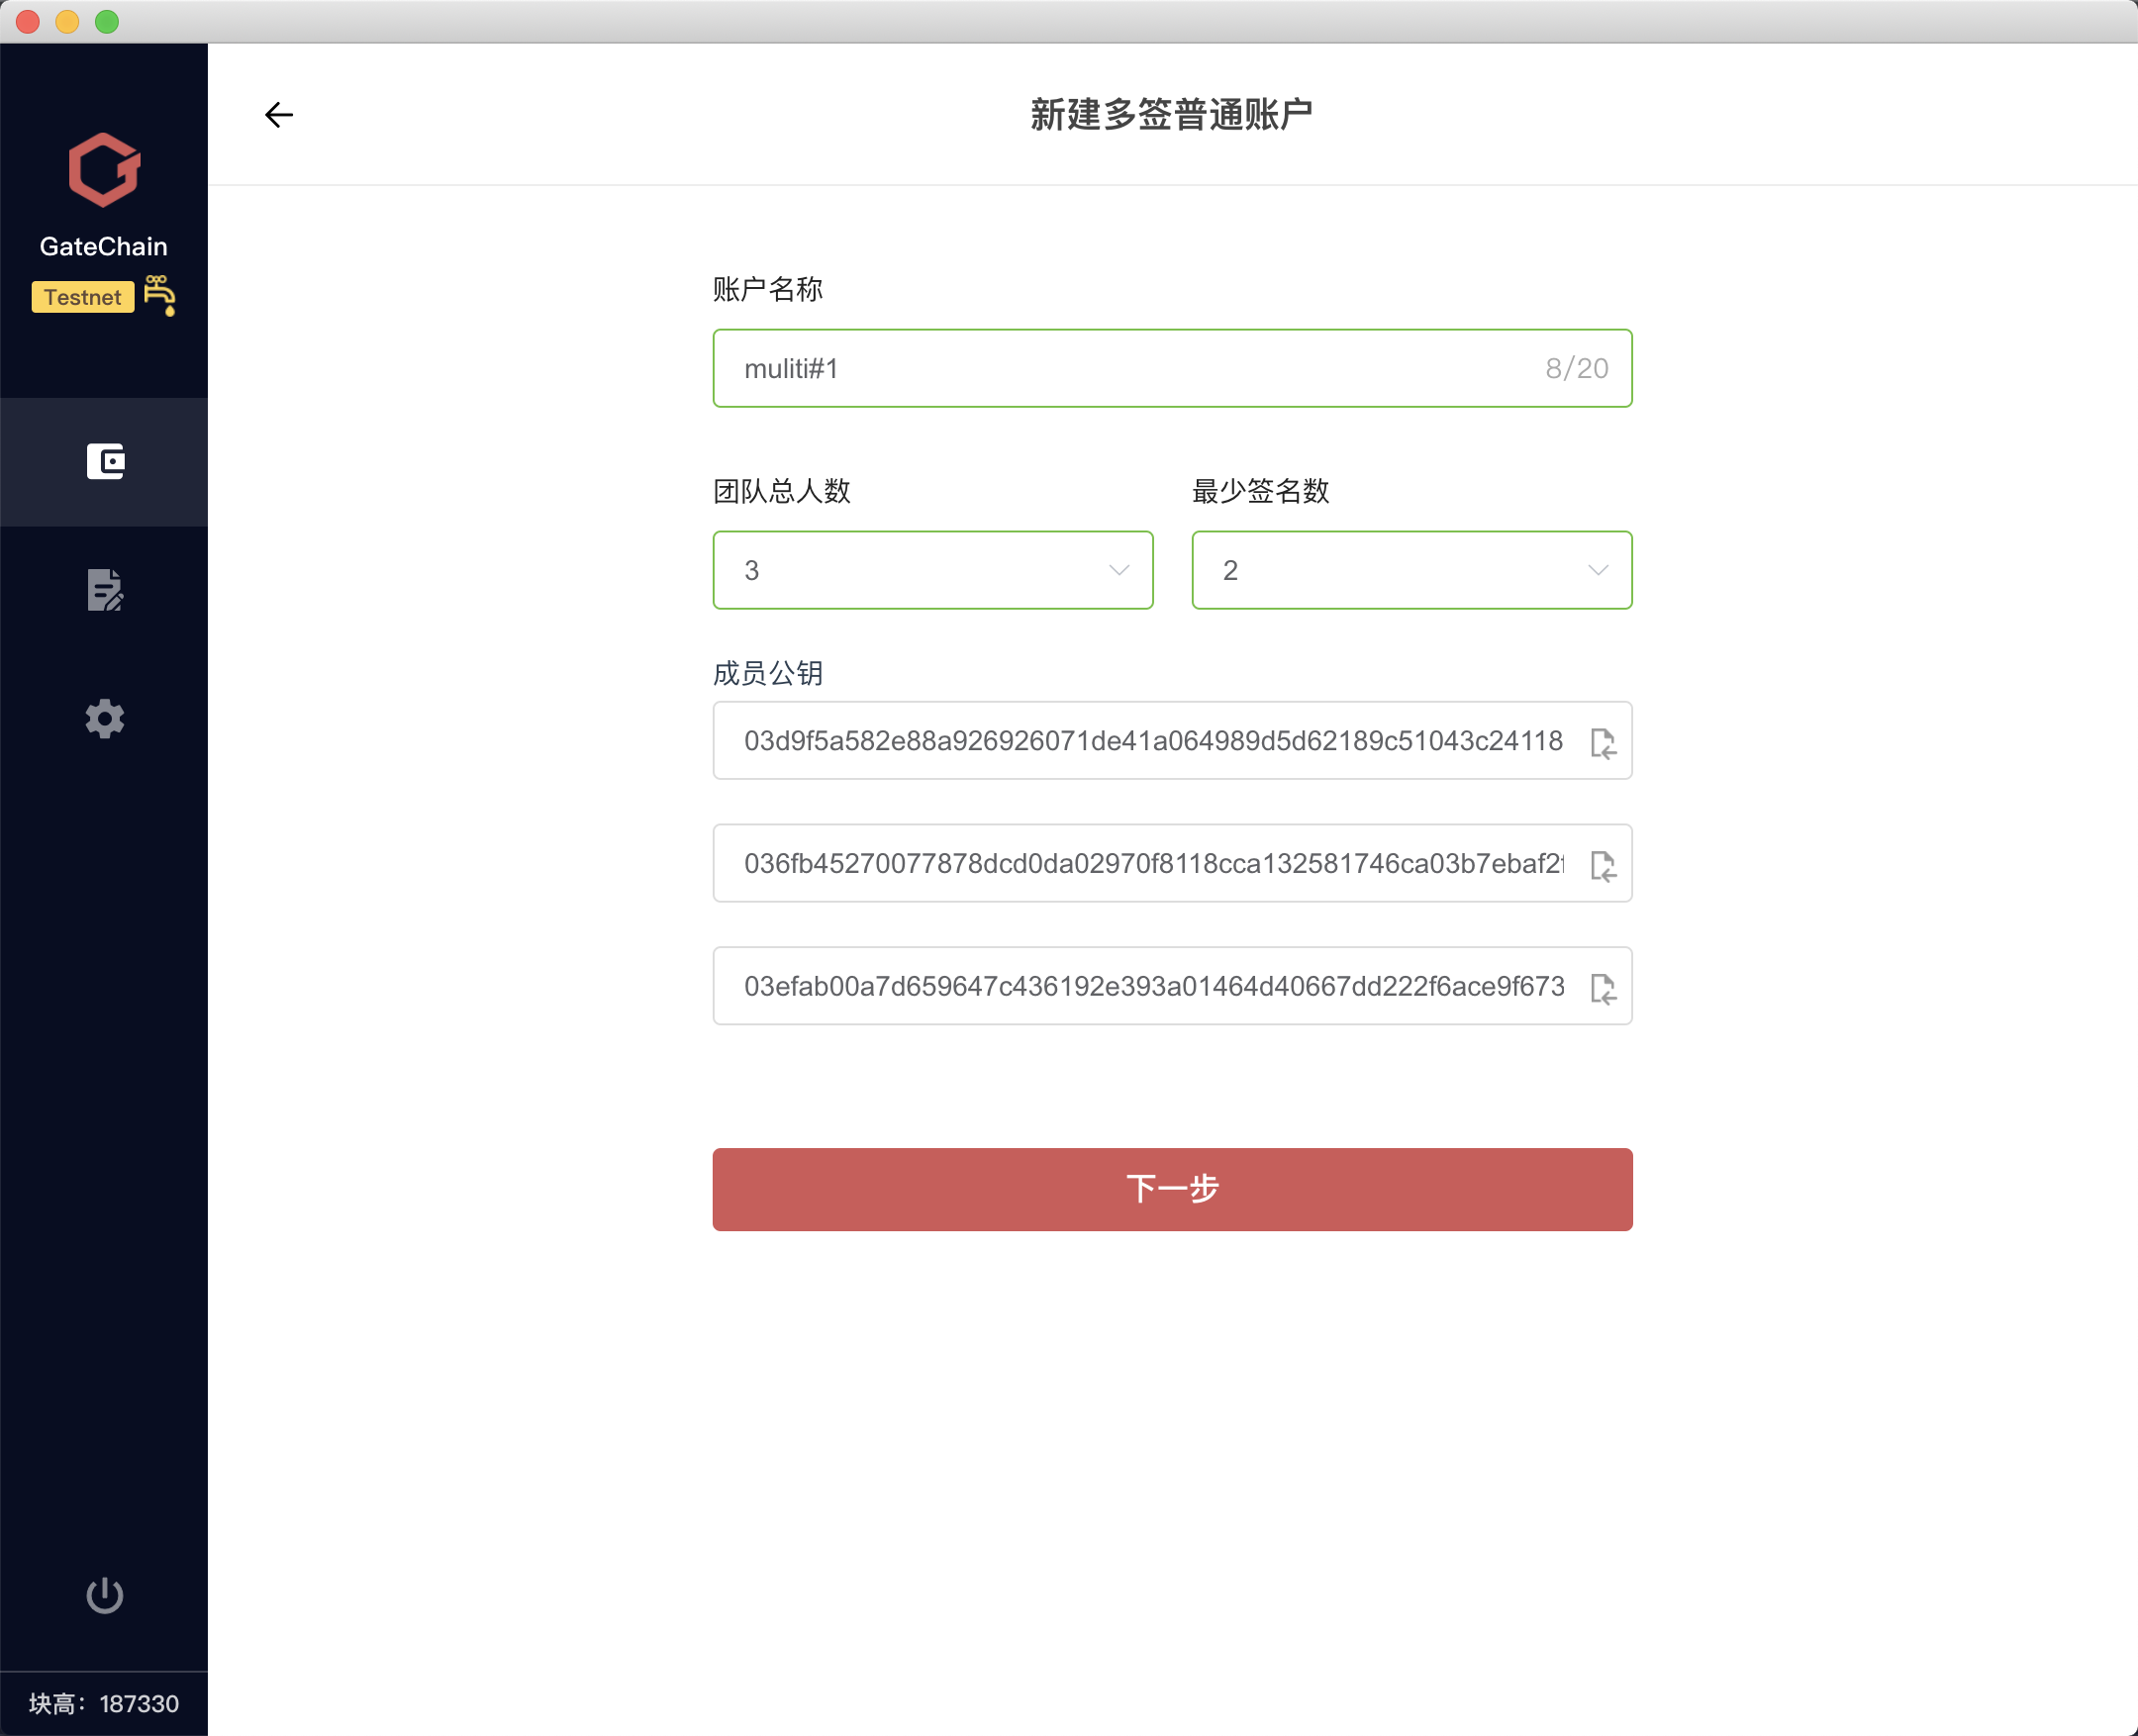 新建多签普通账户
GateChain
Testnet
账户名称
muliti#1 8/20
团队总人数 最少签名数
3 2
成员公钥
03d9f5a582e88a926926071de41a064989d5d62189c51043c24118
036fb45270077878dcd0da02970f8118cca132581746ca03b7ebaf2f
03efab00a7d659647c436192e393a01464d40667dd222f6ace9f673
下一步
块高：187330